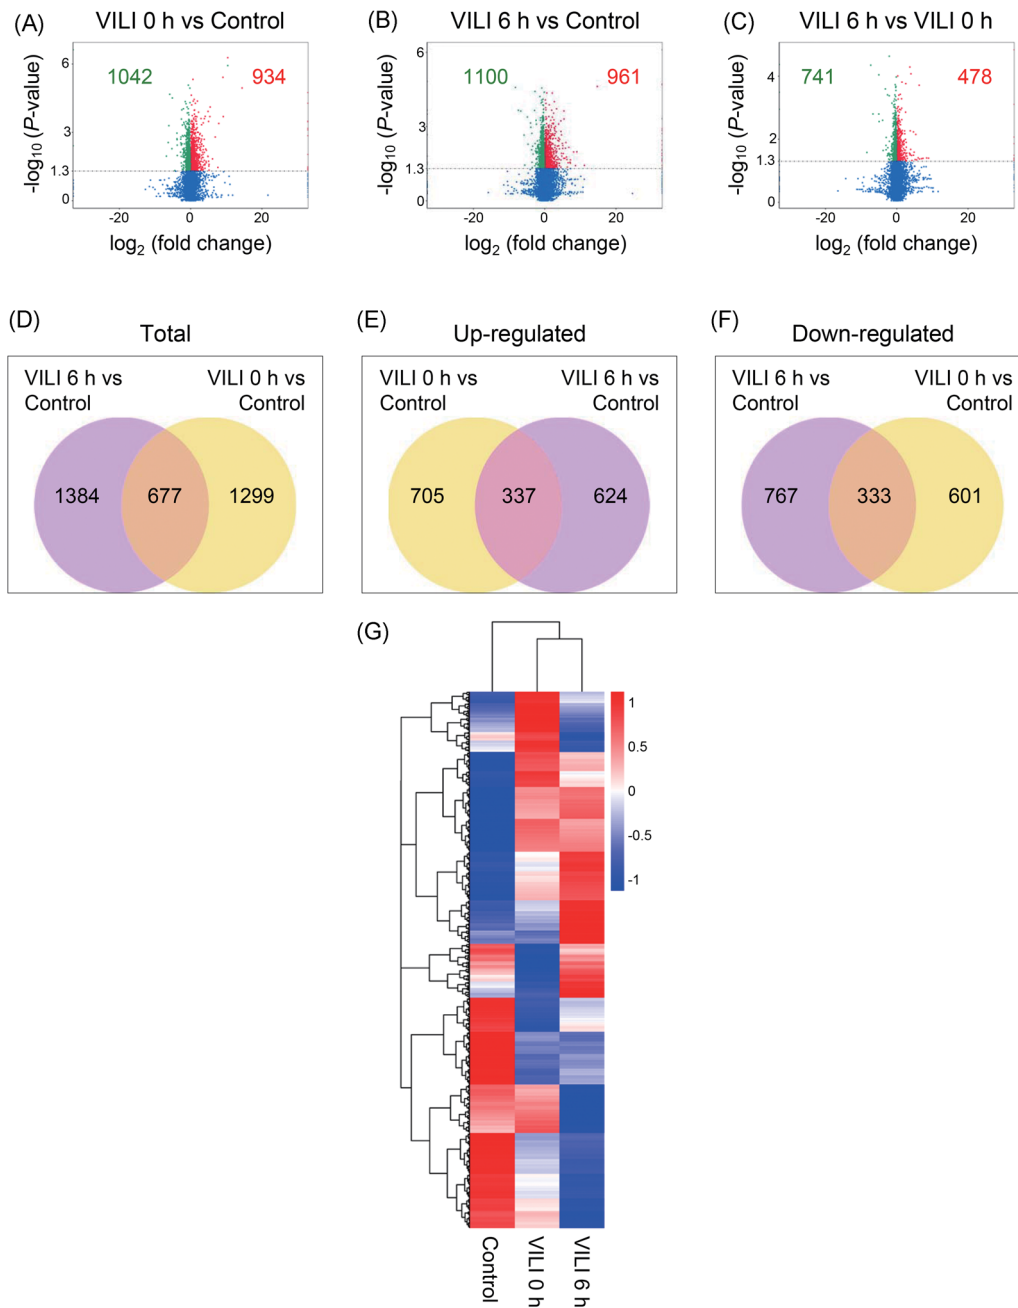 (A) VILI 0 h vs Control
1042
934
6
3
1.3
0
-20
0
20
-log10 (P-value)
log2 (fold change)
(B) VILI 6 h vs Control
1100
961
6
3
1.3
0
-20
0
20
-log10 (P-value)
log2 (fold change)
(C) VILI 6 h vs VILI 0 h
741
478
4
2
1.3
0
-20
0
20
-log10 (P-value)
log2 (fold change)
(D)
Total
VILI 6 h vs
Control
VILI 0 h vs
Control
1384
677
1299
(E)
Up-regulated
VILI 0 h vs
Control
VILI 6 h vs
Control
705
337
624
(F)
Down-regulated
VILI 6 h vs
Control
VILI 0 h vs
Control
767
333
601
(G)
1
0.5
0
-0.5
-1
Control
VILI 0 h
VILI 6 h